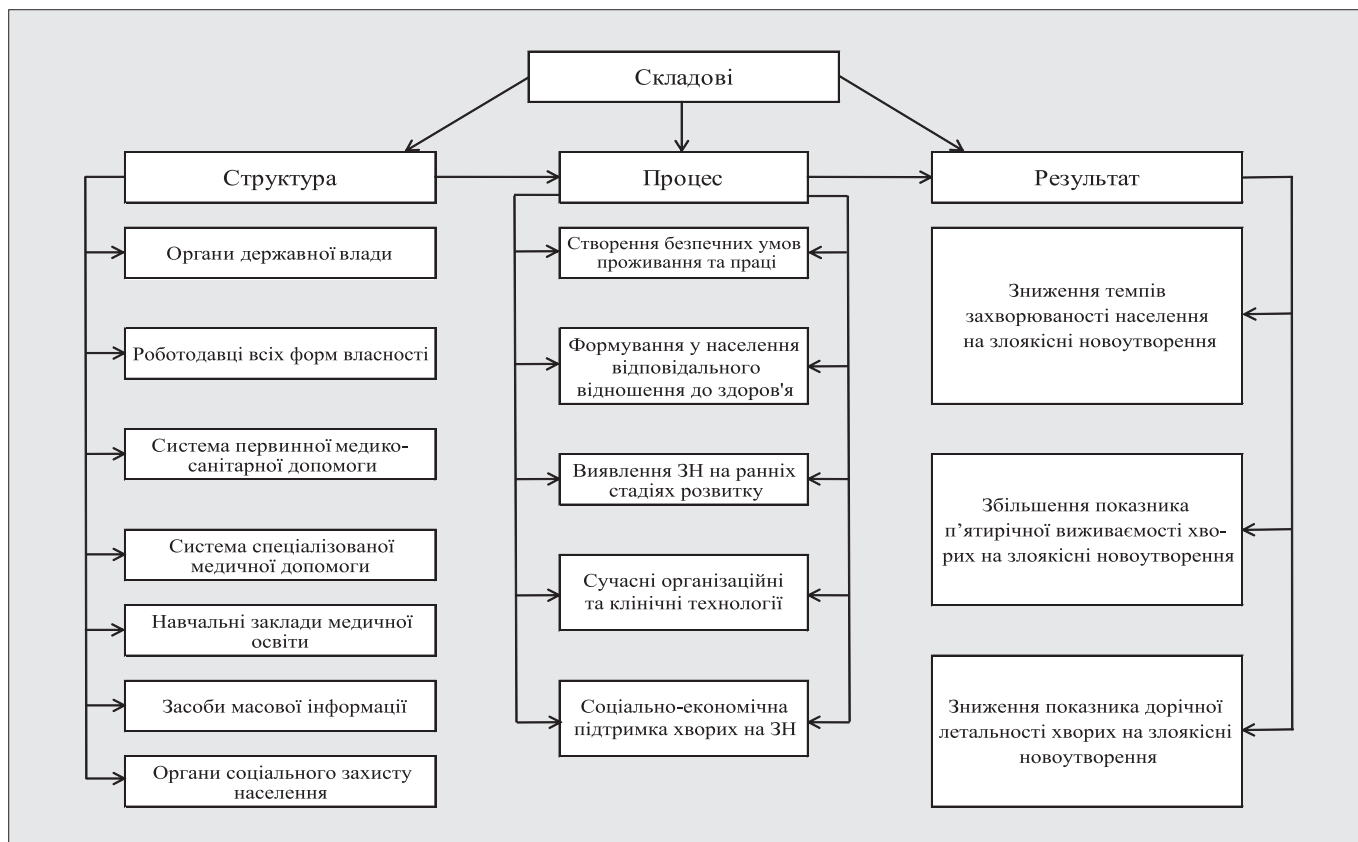 Складові
Структура
Процес
Результат
Органи державної влади
Роботодавці всіх форм власності
Система первинної медико-
санітарної допомоги
Система спеціалізованої
медичної допомоги
Навчальні заклади медичної
освіти
Засоби масової інформації
Органи соціального захисту
населення
Створення безпечних умов
проживання та праці
Формування у населення
відповідального
відношення до здоров'я
Виявлення ЗН на ранніх
стадіях розвитку
Сучасні організаційні
та клінічні технології
Соціально-економічна
підтримка хворих на ЗН
Зниження темпів
захворюваності населення
на злоякісні новоутворення
Збільшення показника
п’ятирічної виживаємості хво-
рих на злоякісні новоутворення
Зниження показника дорічної
летальності хворих на злоякісні
новоутворення